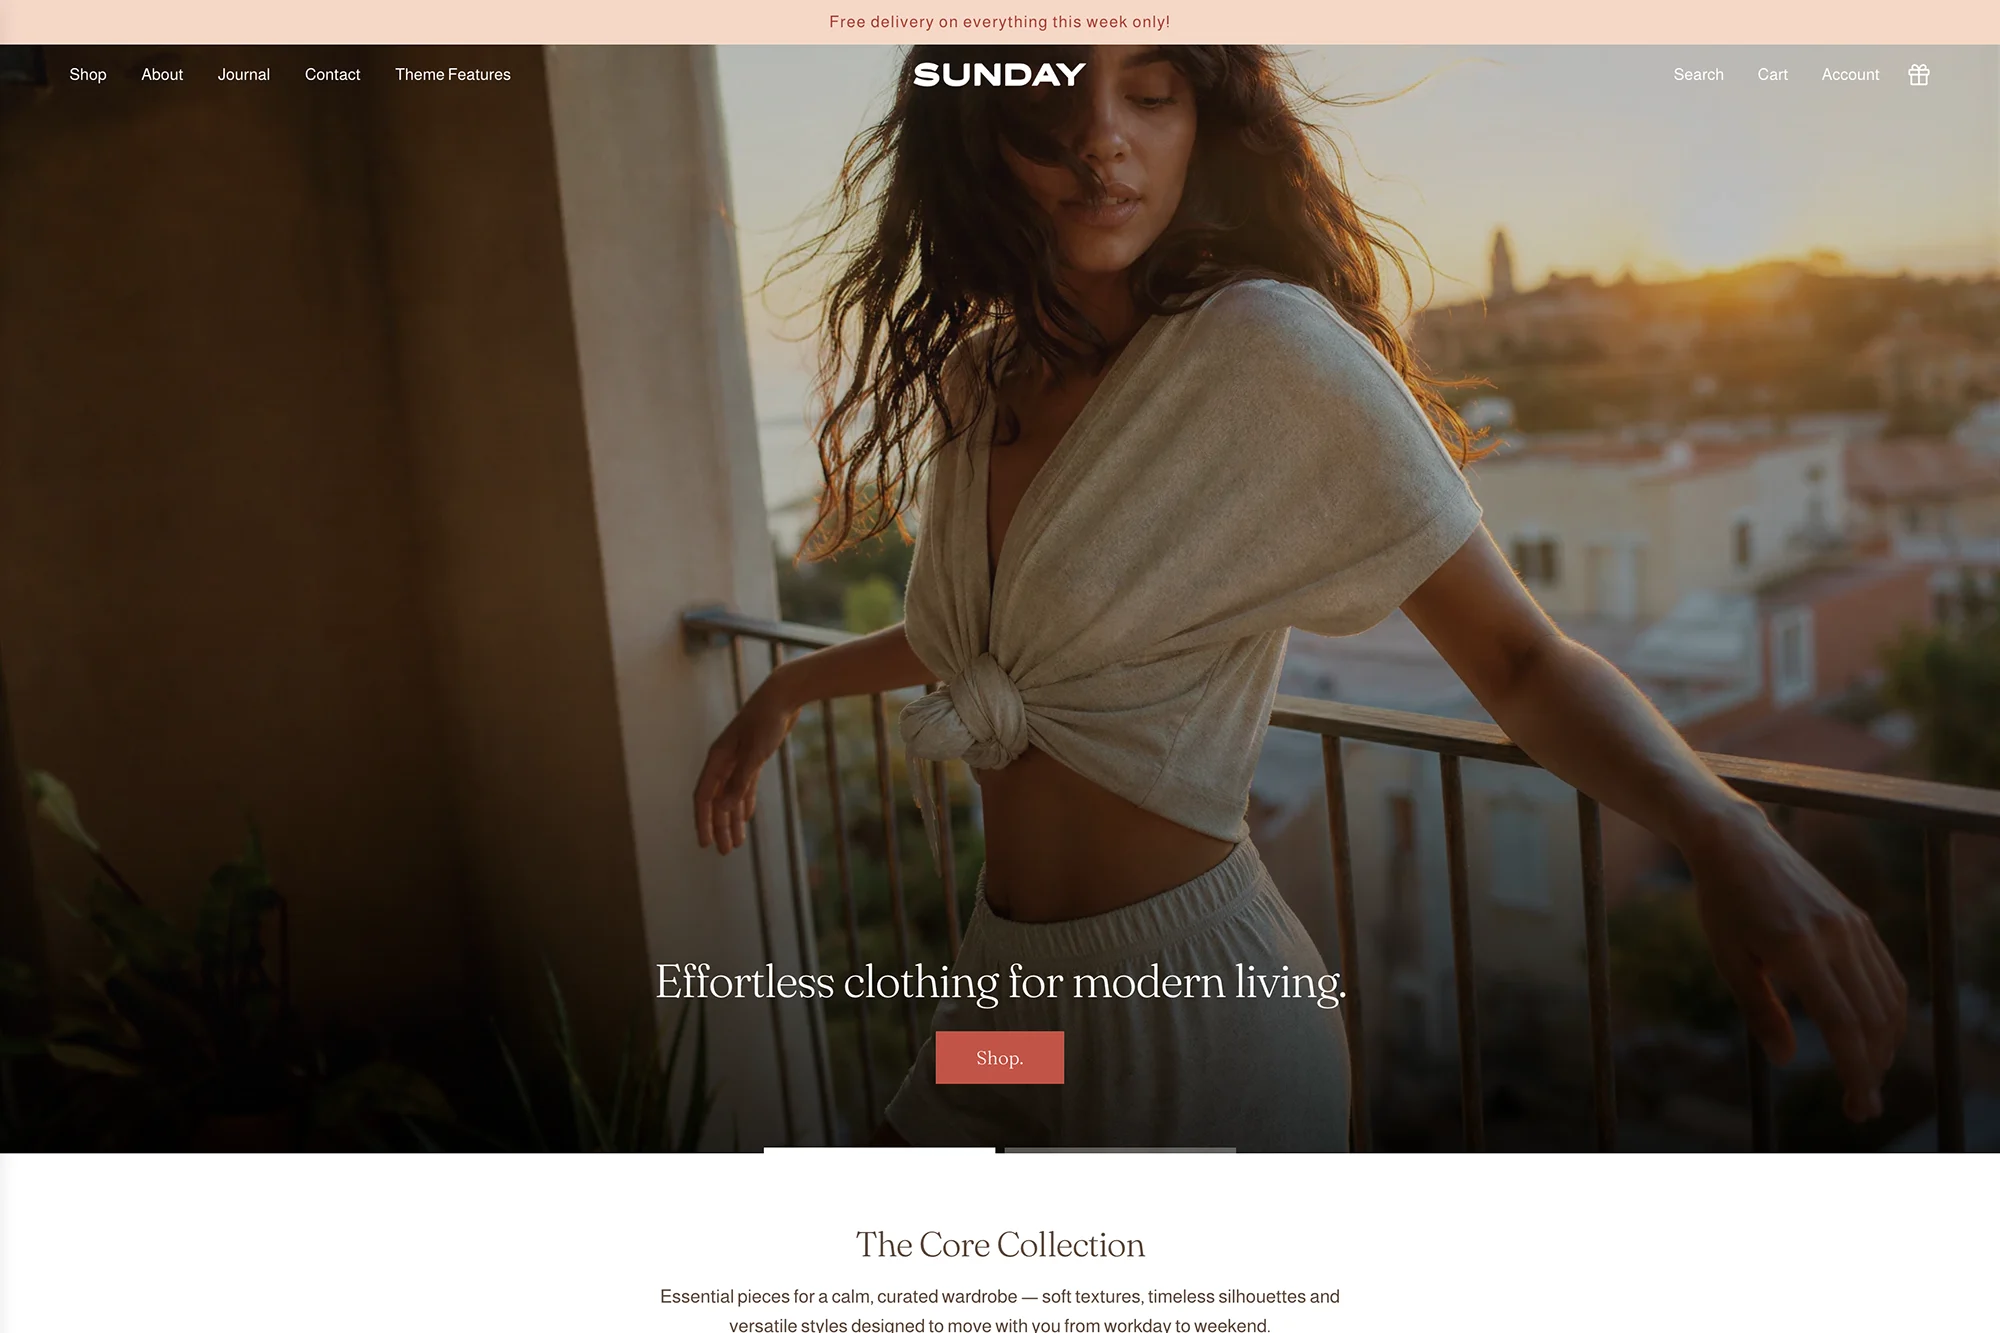 Free delivery on everything this week only!
Shop About Journal Contact Theme Features SUNDAY Search Cart Account
Effortless clothing for modern living.
Shop.
The Core Collection
Essential pieces for a calm, curated wardrobe — soft textures, timeless silhouettes and
versatile styles designed to move with you from workday to weekend.